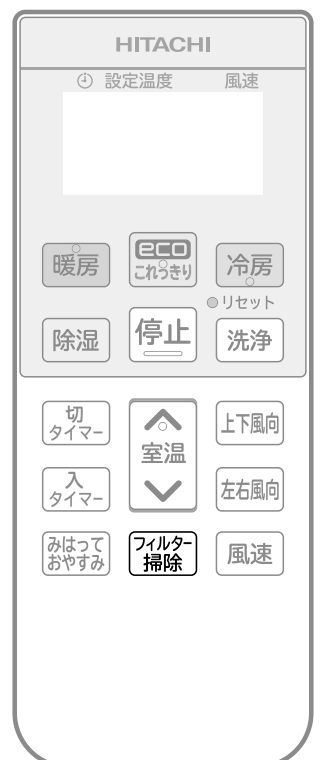 HITACHI
設定温度 風速
暖房
eco
これっきり
冷房
リセット
除湿
停止
洗浄
切
タイマー
室温
上下風向
入
タイマー
左右風向
みはって
おやすみ
フィルター
掃除
風速